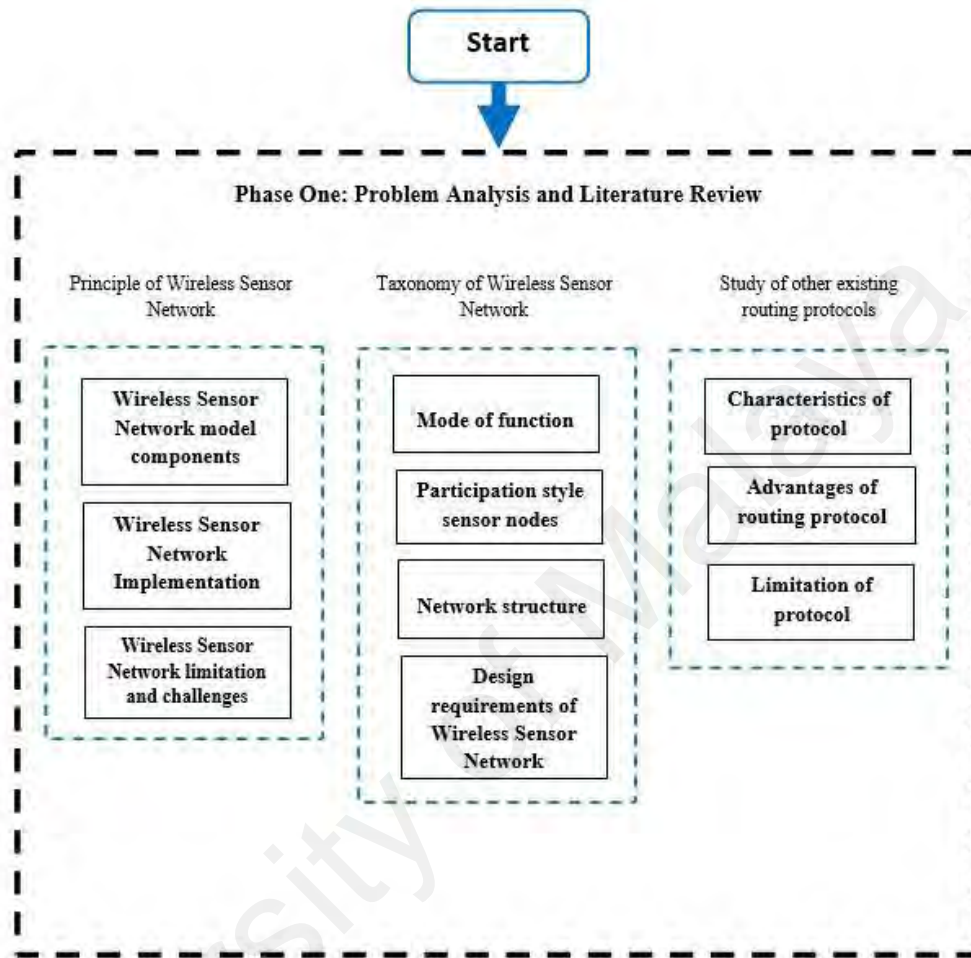 Start
Phase One: Problem Analysis and Literature Review
Principle of Wireless Sensor
Network
Wireless Sensor
Network model
components
Wireless Sensor
Network
Implementation
Wireless Sensor
Network limitation
and challenges
Taxonomy of Wireless Sensor
Network
Mode of function
Participation style
sensor nodes
Network structure
Design
requirements of
Wireless Sensor
Network
Study of other existing
routing protocols
Characteristics of
protocol
Advantages of
routing protocol
Limitation of
protocol
sity of Malaya